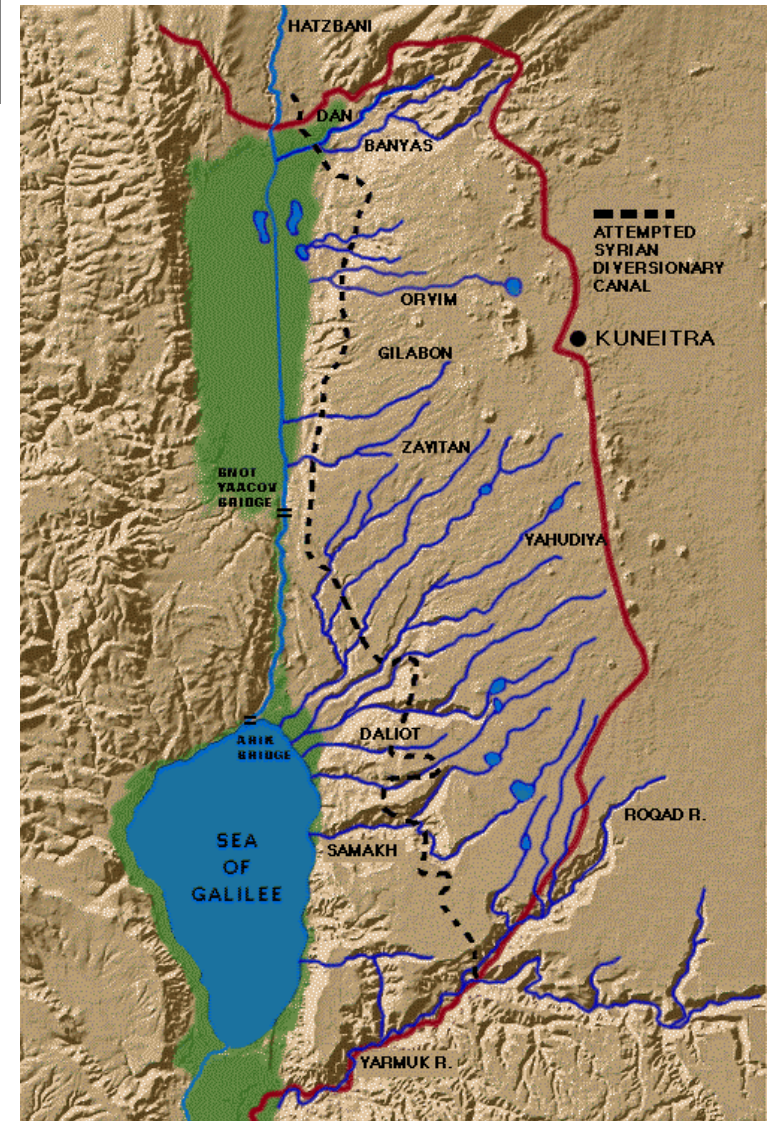 HATZBANI
DAN
BANYAS
ATTEMPTED
SYRIAN
DIVERSIONARY
CANAL
ORVIM
KUNEITRA
GILABON
ZAVITAN
BNOT
YAACOV
BRIDGE
YAHUDIYA
DALIOT
ARIK
BRIDGE
ROQAD R.
SEA
OF
GALILEE
SAMAKH
YARMUK R.